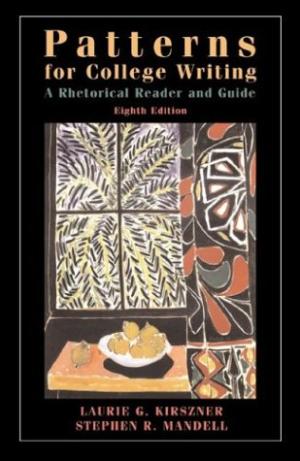 Patterns
for College Writing
A Rhetorical Reader and Guide
Eighth Edition
LAURIE G. KIRSZNER
STEPHEN R. MANDELL